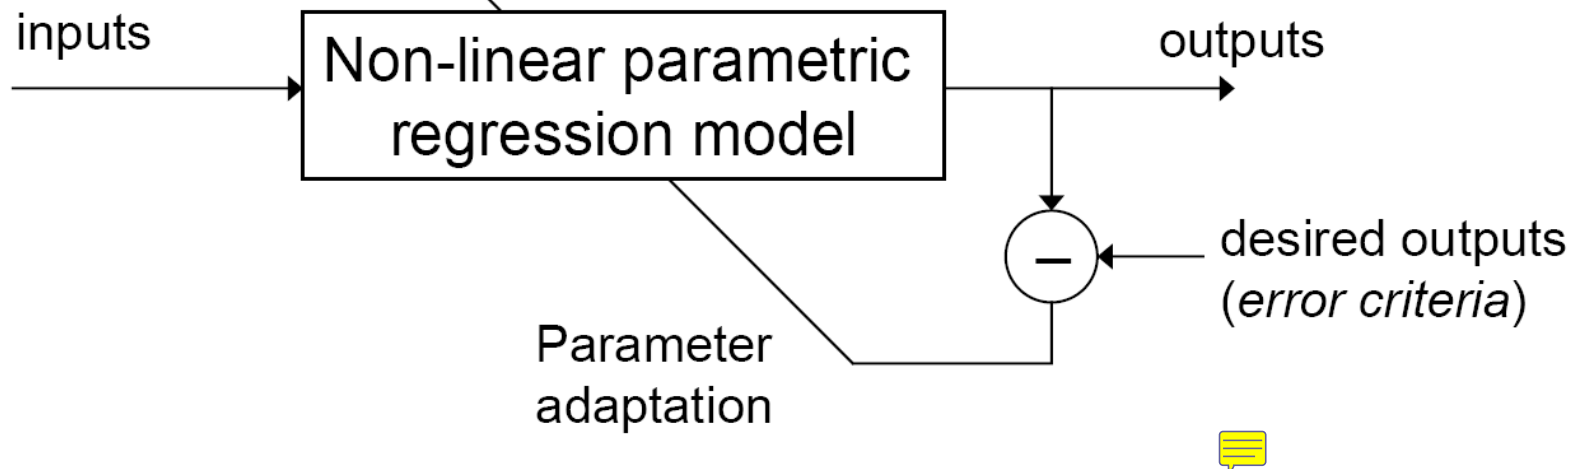 inputs
Non-linear parametric
regression model
outputs
–
desired outputs
(error criteria)
Parameter
adaptation